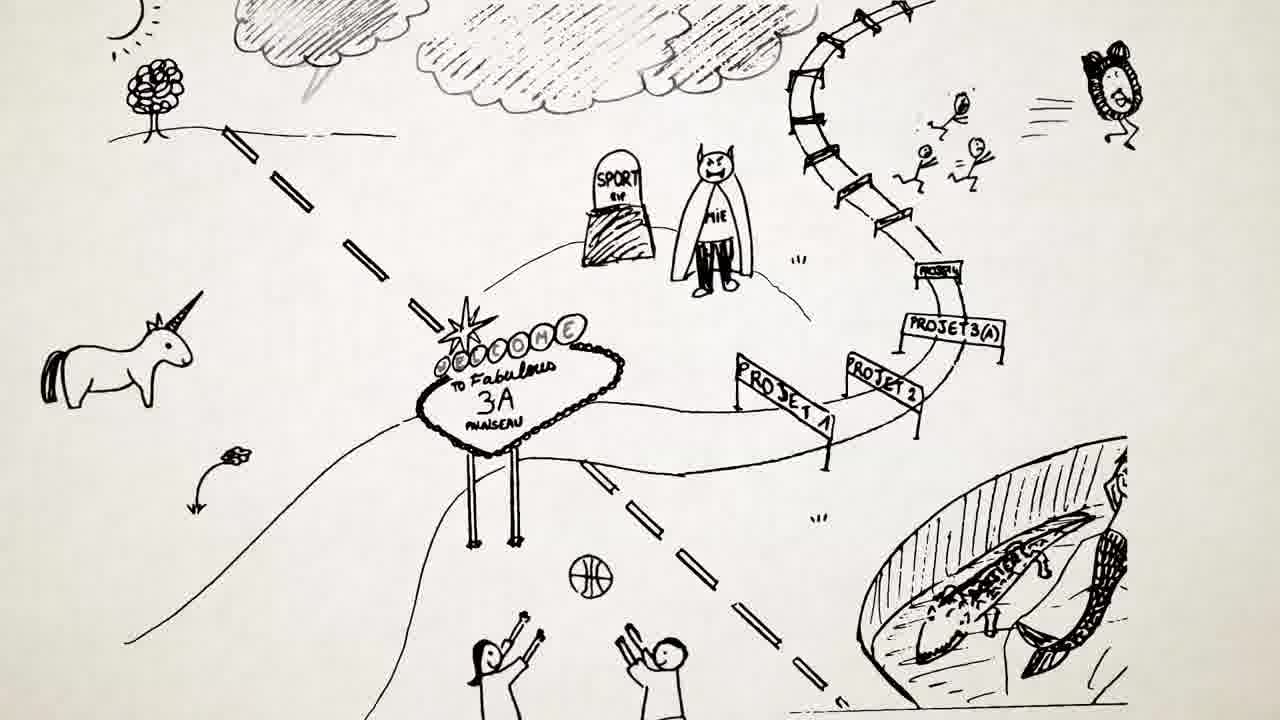 SPORT
RIP
MIE
WELCOME
TO Fabulous
3A
PALAISEAU
PROJET 1
PROJET 2
PROJET 3(A)
PROJET 4